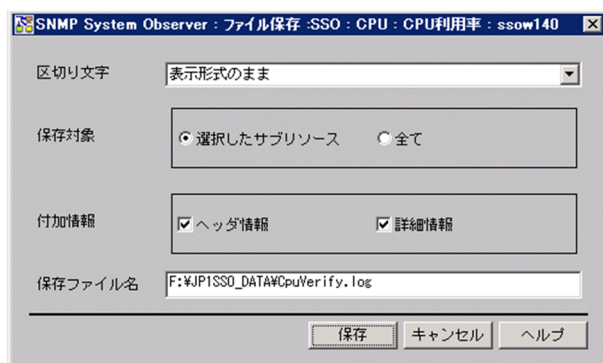 SNMP System Observer : ファイル保存 :SSO : CPU : CPU利用率 : ssow140
区切り文字 表示形式のまま
保存対象 選択したサブリソース 全て
付加情報 ヘッダ情報 詳細情報
保存ファイル名 F:¥JP1SSO_DATA¥CpuVerify.log
保存 キャンセル ヘルプ